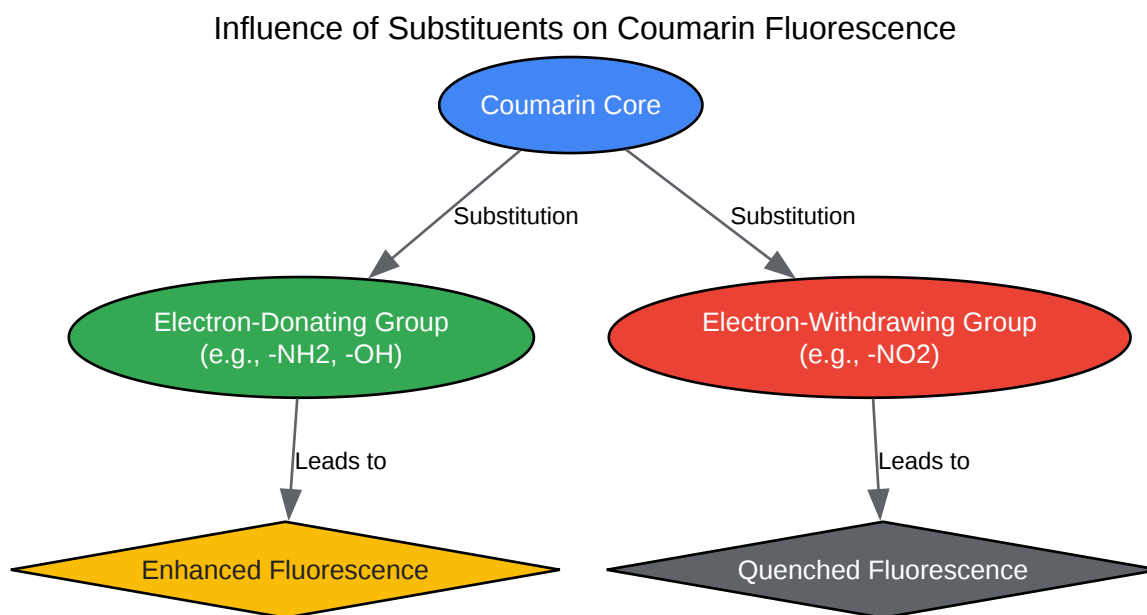 Influence of Substituents on Coumarin Fluorescence
Coumarin Core
Substitution
Substitution
Electron-Donating Group
(e.g., -NH2, -OH)
Electron-Withdrawing Group
(e.g., -NO2)
Leads to
Leads to
Enhanced Fluorescence
Quenched Fluorescence